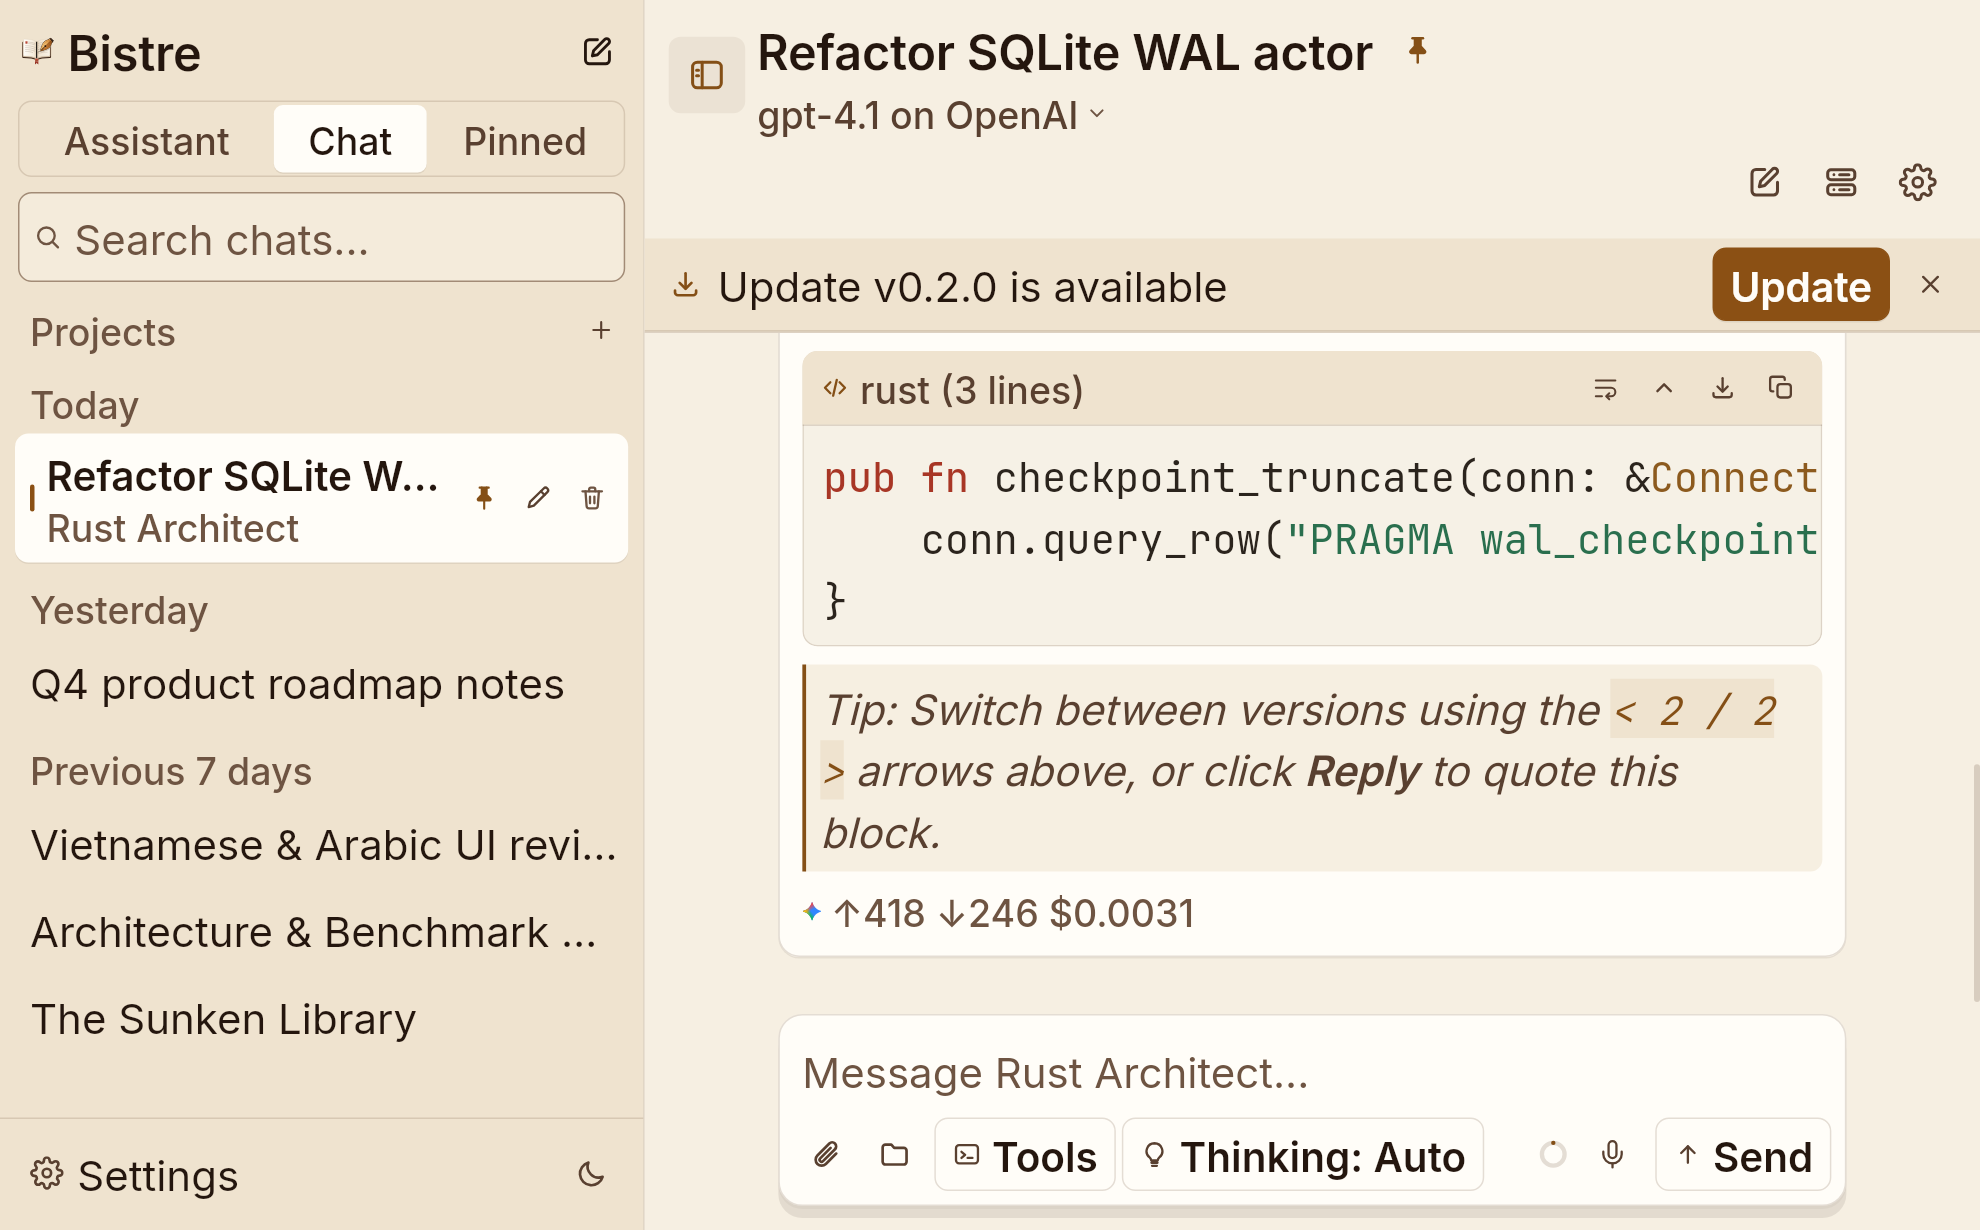 Bistre
Assistant
Chat
Pinned
Search chats...
Projects
Today
Refactor SQLite W...
Rust Architect
Yesterday
Q4 product roadmap notes
Previous 7 days
Vietnamese & Arabic UI revi...
Architecture & Benchmark ...
The Sunken Library
Settings
Refactor SQLite WAL actor
gpt-4.1 on OpenAI
Update v0.2.0 is available
Update
rust (3 lines)
pub fn checkpoint_truncate(conn: &Connect
conn.query_row("PRAGMA wal_checkpoint
}
Tip: Switch between versions using the < 2 / 2
> arrows above, or click Reply to quote this
block.
↑418 ↓246 $0.0031
Message Rust Architect...
Tools
Thinking: Auto
Send